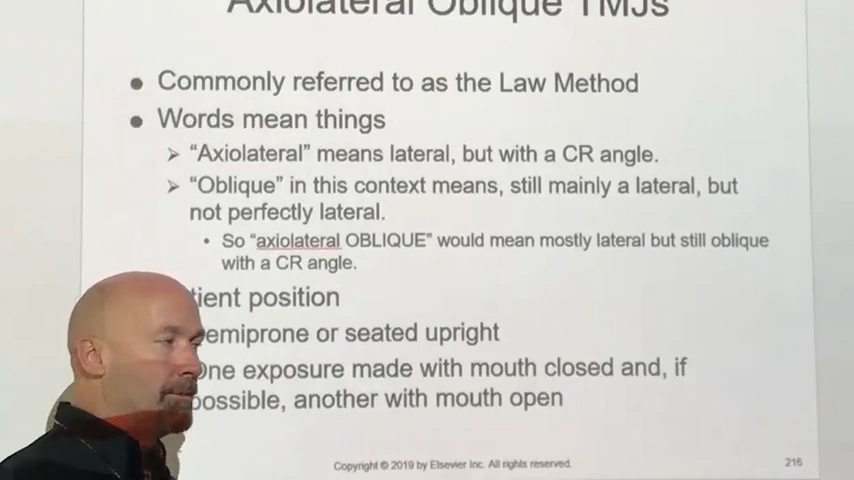 Axiolateral Oblique TMJs
Commonly referred to as the Law Method
Words mean things
"Axiolateral" means lateral, but with a CR angle.
"Oblique" in this context means, still mainly a lateral, but
not perfectly lateral.
So "axiolateral OBLIQUE" would mean mostly lateral but still oblique
with a CR angle.
tient position
emiprone or seated upright
One exposure made with mouth closed and, if
possible, another with mouth open
Copyright © 2019 by Elsevier Inc. All rights reserved.
216